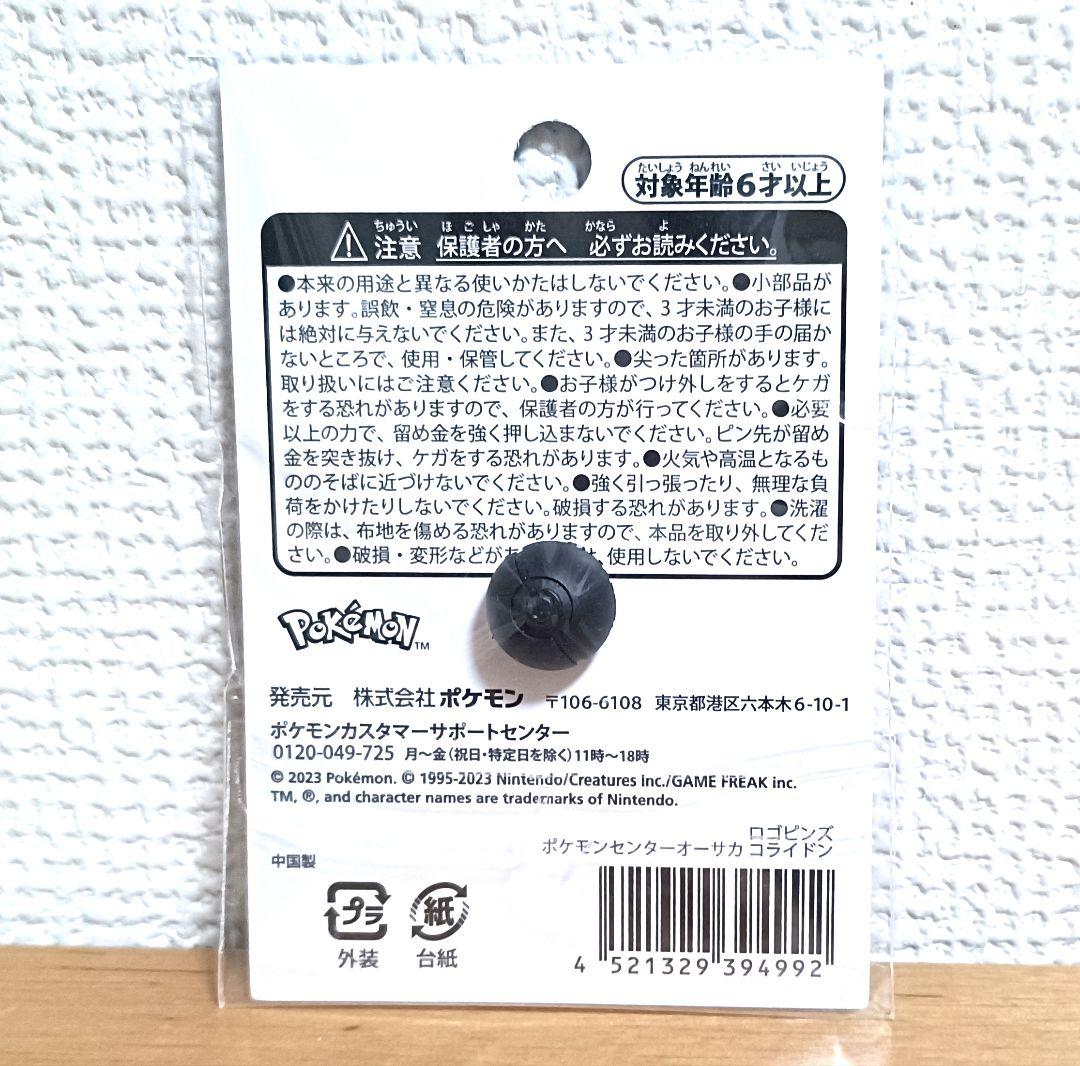 対象年齢6才以上
たいしょう ねんれい さい いじょう
注意 保護者の方へ 必ずお読みください。
ちゅうい ほごしゃ かた かなら よ
●本来の用途と異なる使いかたはしないでください。●小部品が
あります。誤飲・窒息の危険がありますので、3才未満のお子様に
は絶対に与えないでください。また、3才未満のお子様の手の届か
ないところで、使用・保管してください。●尖った箇所があります。
取り扱いにはご注意ください。●お子様がつけ外しをするとケガ
をする恐れがありますので、保護者の方が行ってください。●必要
以上の力で、留め金を強く押し込まないでください。ピン先が留め
金を突き抜け、ケガをする恐れがあります。●火気や高温となるも
ののそばに近づけないでください。●強く引っ張ったり、無理な負
荷をかけたりしないでください。破損する恐れがあります。●洗濯
の際は、布地を傷める恐れがありますので、本品を取り外してくだ
さい。●破損・変形などが は、使用しないでください。
POKéMON™
発売元 株式会社ポケモン 〒106-6108 東京都港区六本木6-10-1
ポケモンカスタマーサポートセンター
0120-049-725 月〜金(祝日・特定日を除く)11時〜18時
© 2023 Pokémon. © 1995-2023 Nintendo/Creatures Inc./GAME FREAK inc.
TM, ®, and character names are trademarks of Nintendo.
ロゴピンズ
ポケモンセンターオーサカ コライドン
中国製
プラ 紙
外装 台紙
4 521329 394992